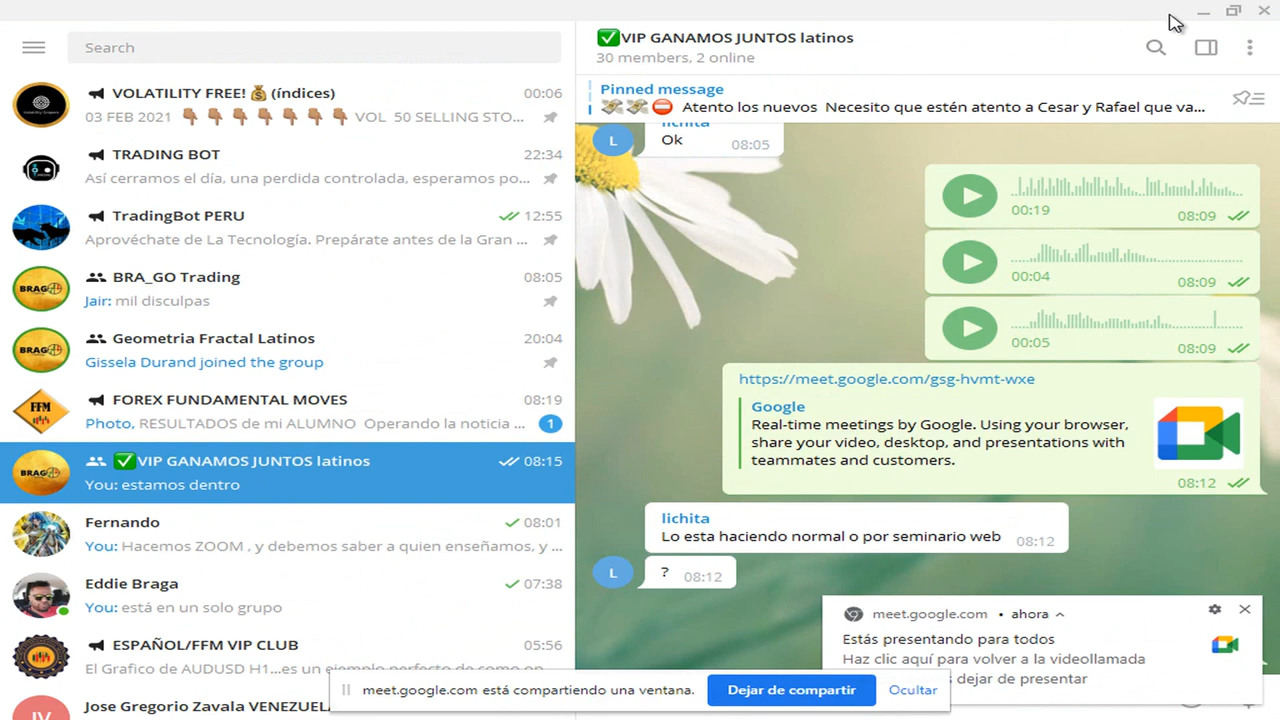 Search
VOLATILITY FREE! 💰 (índices) 00:06
03 FEB 2021 👇🏽 👇🏽 👇🏽 👇🏽 👇🏽 👇🏽 👇🏽 VOL 50 SELLING STO...
TRADING BOT 22:34
Así cerramos el día, una perdida controlada, esperamos po...
TradingBot PERU 12:55
Aprovéchate de La Tecnología. Prepárate antes de la Gran ...
BRA_GO Trading 08:05
Jair: mil disculpas
Geometria Fractal Latinos 20:04
Gissela Durand joined the group
FOREX FUNDAMENTAL MOVES 08:19
Photo, RESULTADOS de mi ALUMNO Operando la noticia ... 1
✅VIP GANAMOS JUNTOS latinos 08:15
You: estamos dentro
Fernando 08:01
You: Hacemos ZOOM , y debemos saber a quien enseñamos, y ...
Eddie Braga 07:38
You: está en un solo grupo
ESPAÑOL/FFM VIP CLUB 05:56
El Grafico de AUDUSD H1...es un ejemplo perfecto de como
Jose Gregorio Zavala VENEZUEL
✅VIP GANAMOS JUNTOS latinos
30 members, 2 online
Pinned message
💸💸⛔ Atento los nuevos Necesito que estén atento a Cesar y Rafael que va...
lichita
L
Ok 08:05
00:19 08:09
00:04 08:09
00:05 08:09
https://meet.google.com/gsg-hvmt-wxe
Google
Real-time meetings by Google. Using your browser,
share your video, desktop, and presentations with
teammates and customers.
08:12
lichita
Lo esta haciendo normal o por seminario web 08:12
L
? 08:12
meet.google.com • ahora
Estás presentando para todos
Haz clic aquí para volver a la videollamada
dejar de presentar
meet.google.com está compartiendo una ventana.
Dejar de compartir
Ocultar
BRAGO
BRAGO
FFM
BRAGO
JV